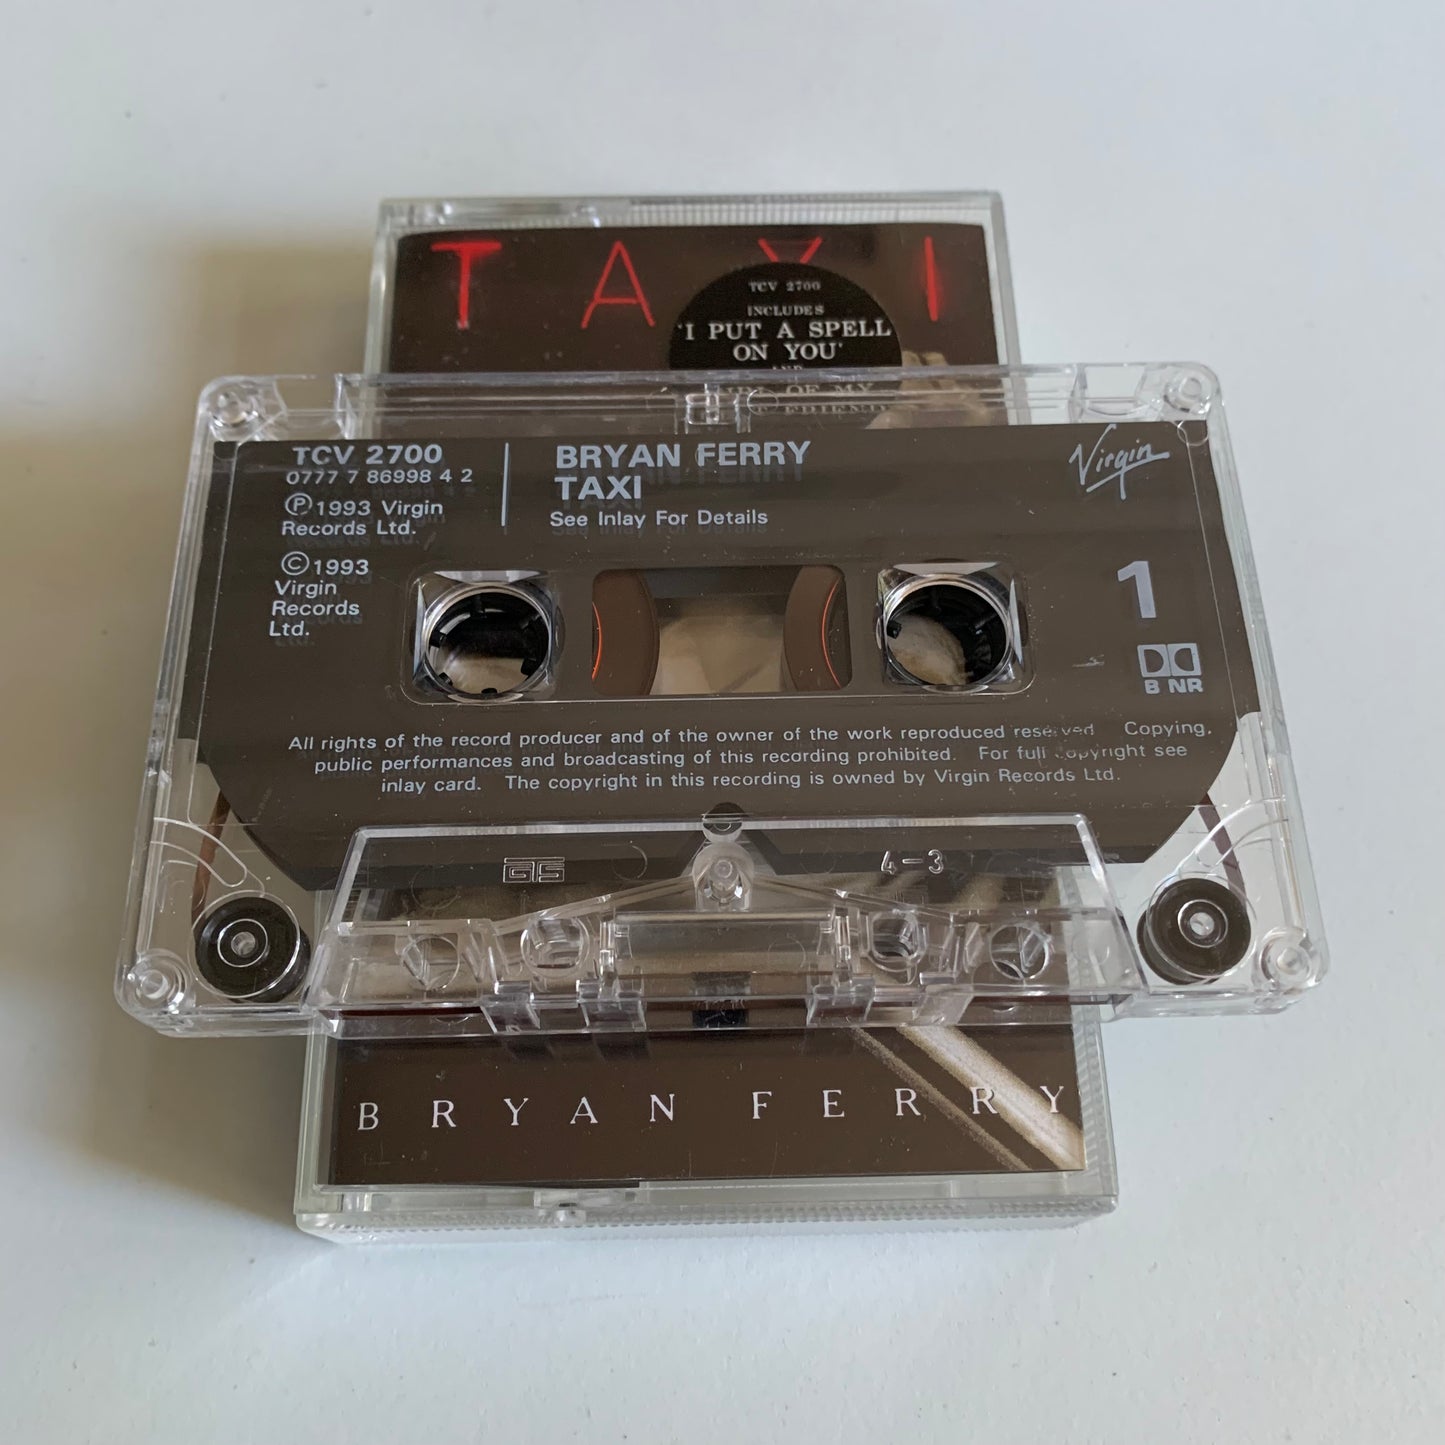 TAXI
TCV 2700
INCLUDES
'I PUT A SPELL
ON YOU'
AND
OF MY
TCV 2700
0777 7 86998 4 2
℗1993 Virgin
Records Ltd.
©1993
Virgin
Records
Ltd.
BRYAN FERRY
TAXI
See Inlay For Details
Virgin
1
B NR
All rights of the record producer and of the owner of the work reproduced reserved Copying,
public performances and broadcasting of this recording prohibited. For full copyright see
inlay card. The copyright in this recording is owned by Virgin Records Ltd.
GTS
4-3
BRYAN FERRY